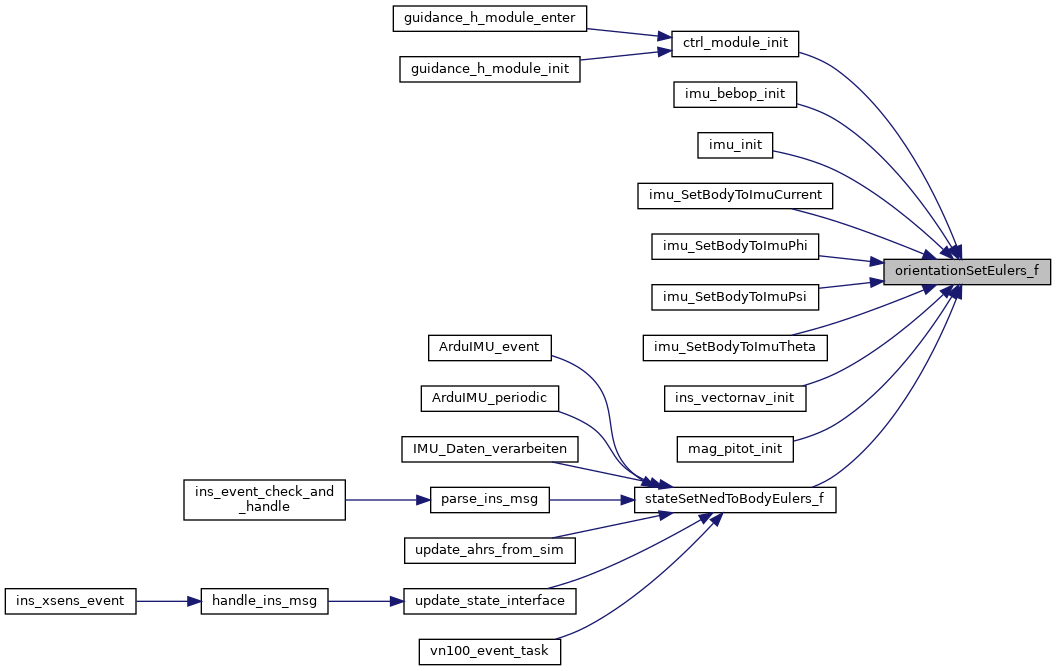 guidance_h_module_enter
ctrl_module_init
guidance_h_module_init
imu_bebop_init
imu_init
imu_SetBodyToImuCurrent
imu_SetBodyToImuPhi
orientationSetEulers_f
imu_SetBodyToImuPsi
imu_SetBodyToImuTheta
ArduIMU_event
ins_vectornav_init
ArduIMU_periodic
mag_pitot_init
IMU_Daten_verarbeiten
ins_event_check_and
_handle
parse_ins_msg
stateSetNedToBodyEulers_f
update_ahrs_from_sim
ins_xsens_event
handle_ins_msg
update_state_interface
vn100_event_task